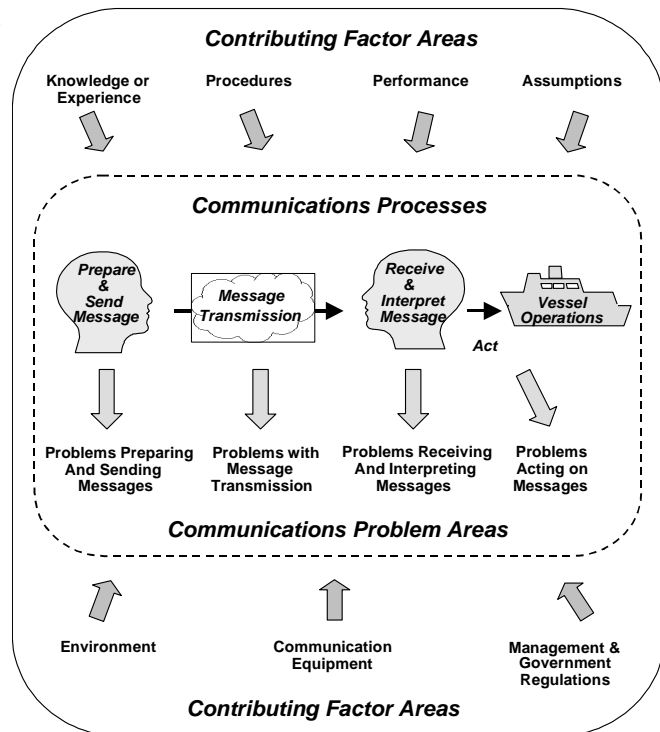 Contributing Factor Areas
Knowledge or
Experience
Procedures
Performance
Assumptions
Communications Processes
Prepare
&
Send
Message
Message
Transmission
Receive
&
Interpret
Message
Act
Vessel
Operations
Problems Preparing
And Sending
Messages
Problems with
Message
Transmission
Problems Receiving
And Interpreting
Messages
Problems
Acting on
Messages
Communications Problem Areas
Environment
Communication
Equipment
Management &
Government
Regulations
Contributing Factor Areas